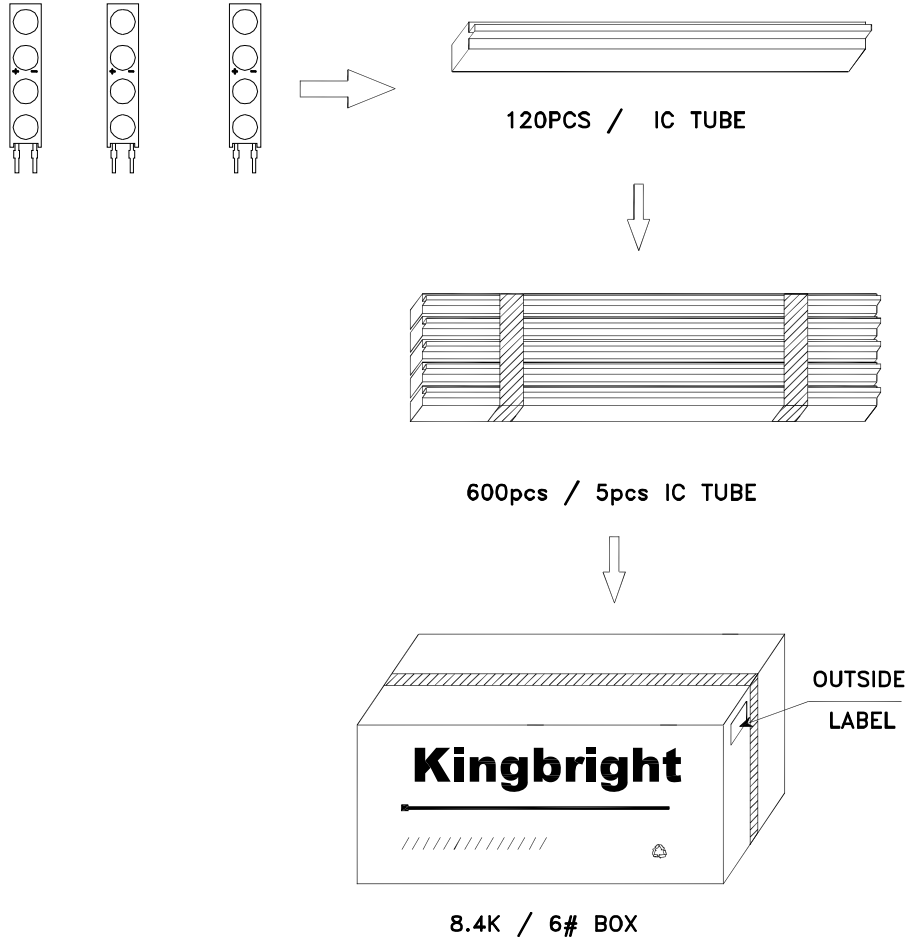 120PCS / IC TUBE
600pcs / 5pcs IC TUBE
OUTSIDE
LABEL
Kingbright
8.4K / 6# BOX